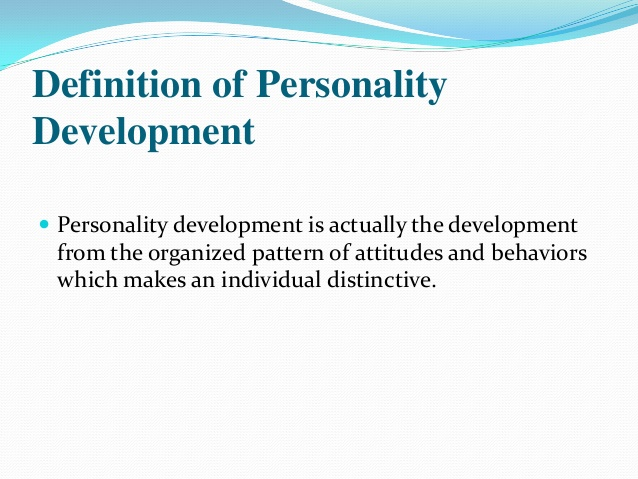 Definition of Personality
Development
• Personality development is actually the development
from the organized pattern of attitudes and behaviors
which makes an individual distinctive.